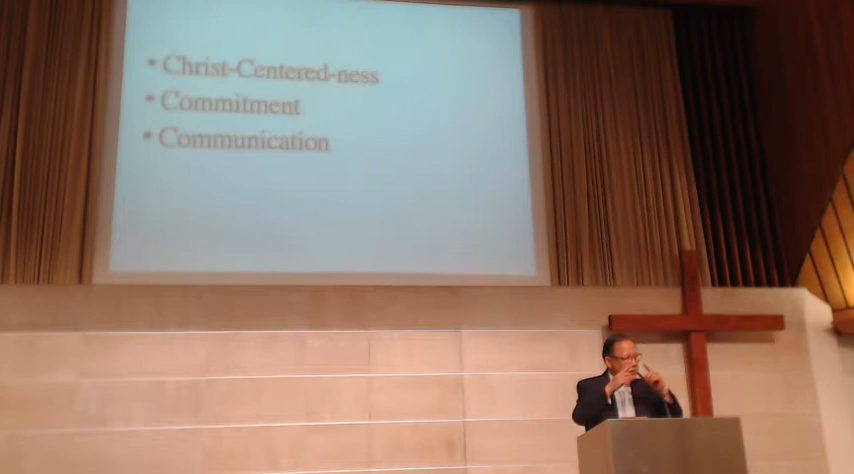 • Christ-Centered-ness
• Commitment
• Communication